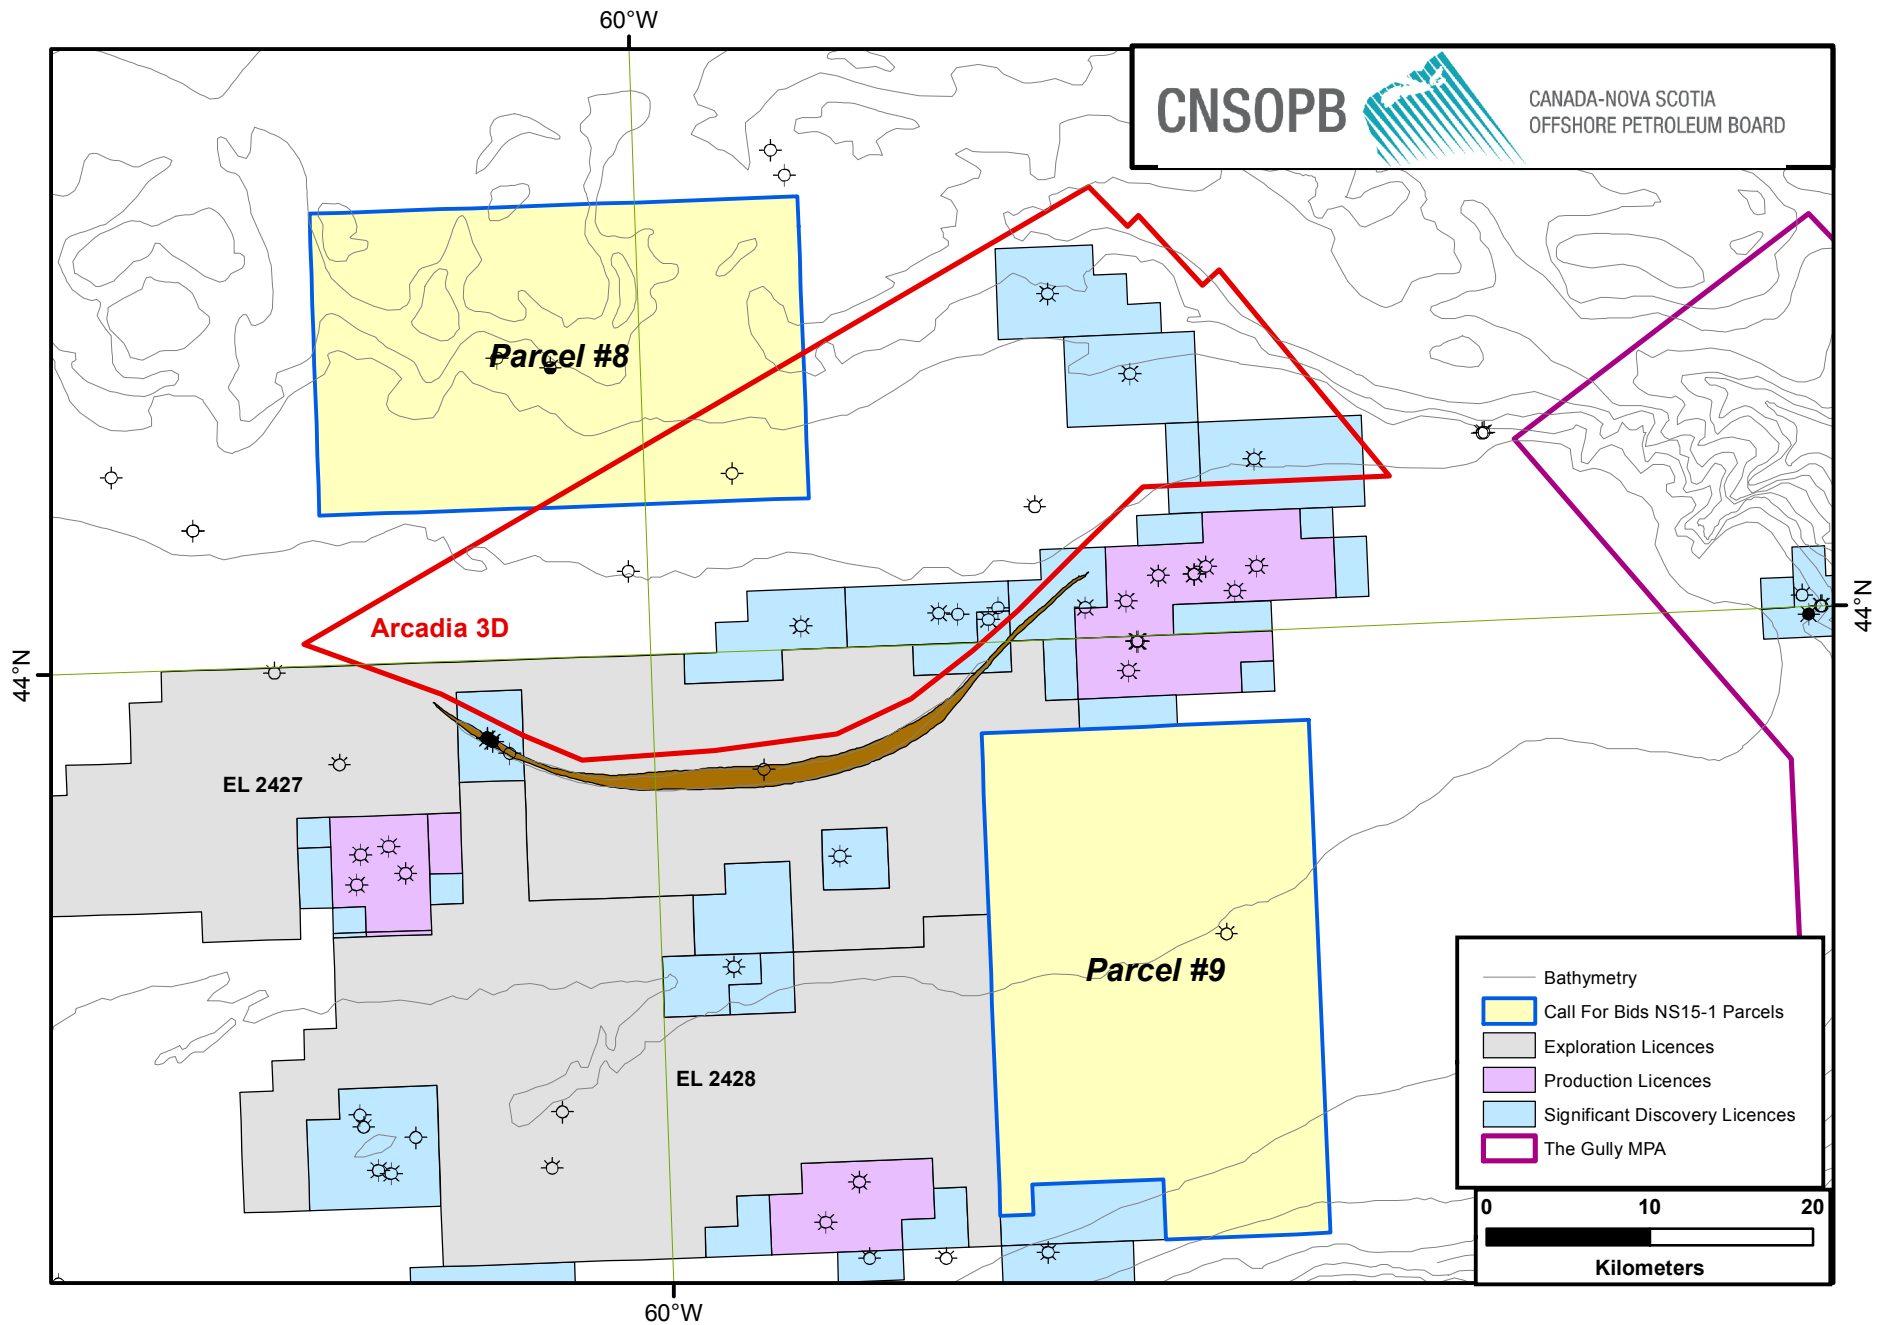 60°W
CNSOPB
CANADA-NOVA SCOTIA
OFFSHORE PETROLEUM BOARD
Parcel #8
Arcadia 3D
44°N
44°N
EL 2427
Parcel #9
EL 2428
Bathymetry
Call For Bids NS15-1 Parcels
Exploration Licences
Production Licences
Significant Discovery Licences
The Gully MPA
0 10 20
Kilometers
60°W